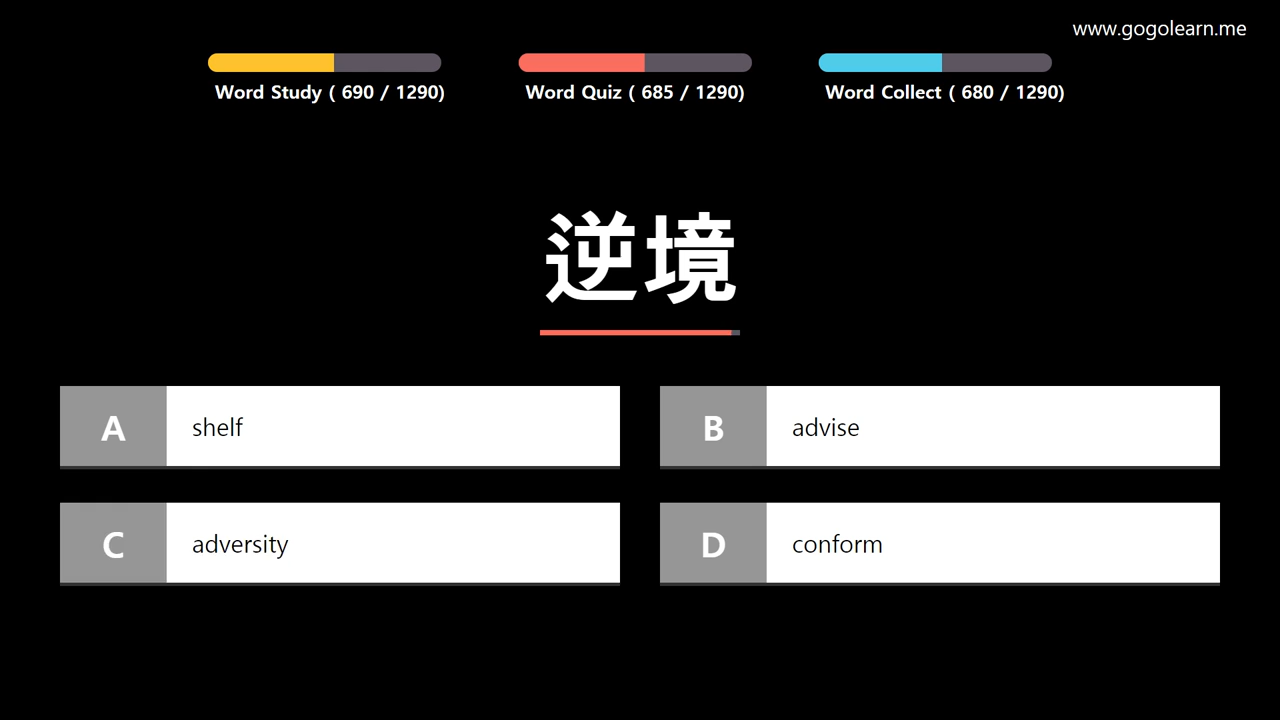 www.gogolearn.me
Word Study ( 690 / 1290)
Word Quiz ( 685 / 1290)
Word Collect ( 680 / 1290)
逆境
A shelf
B advise
C adversity
D conform